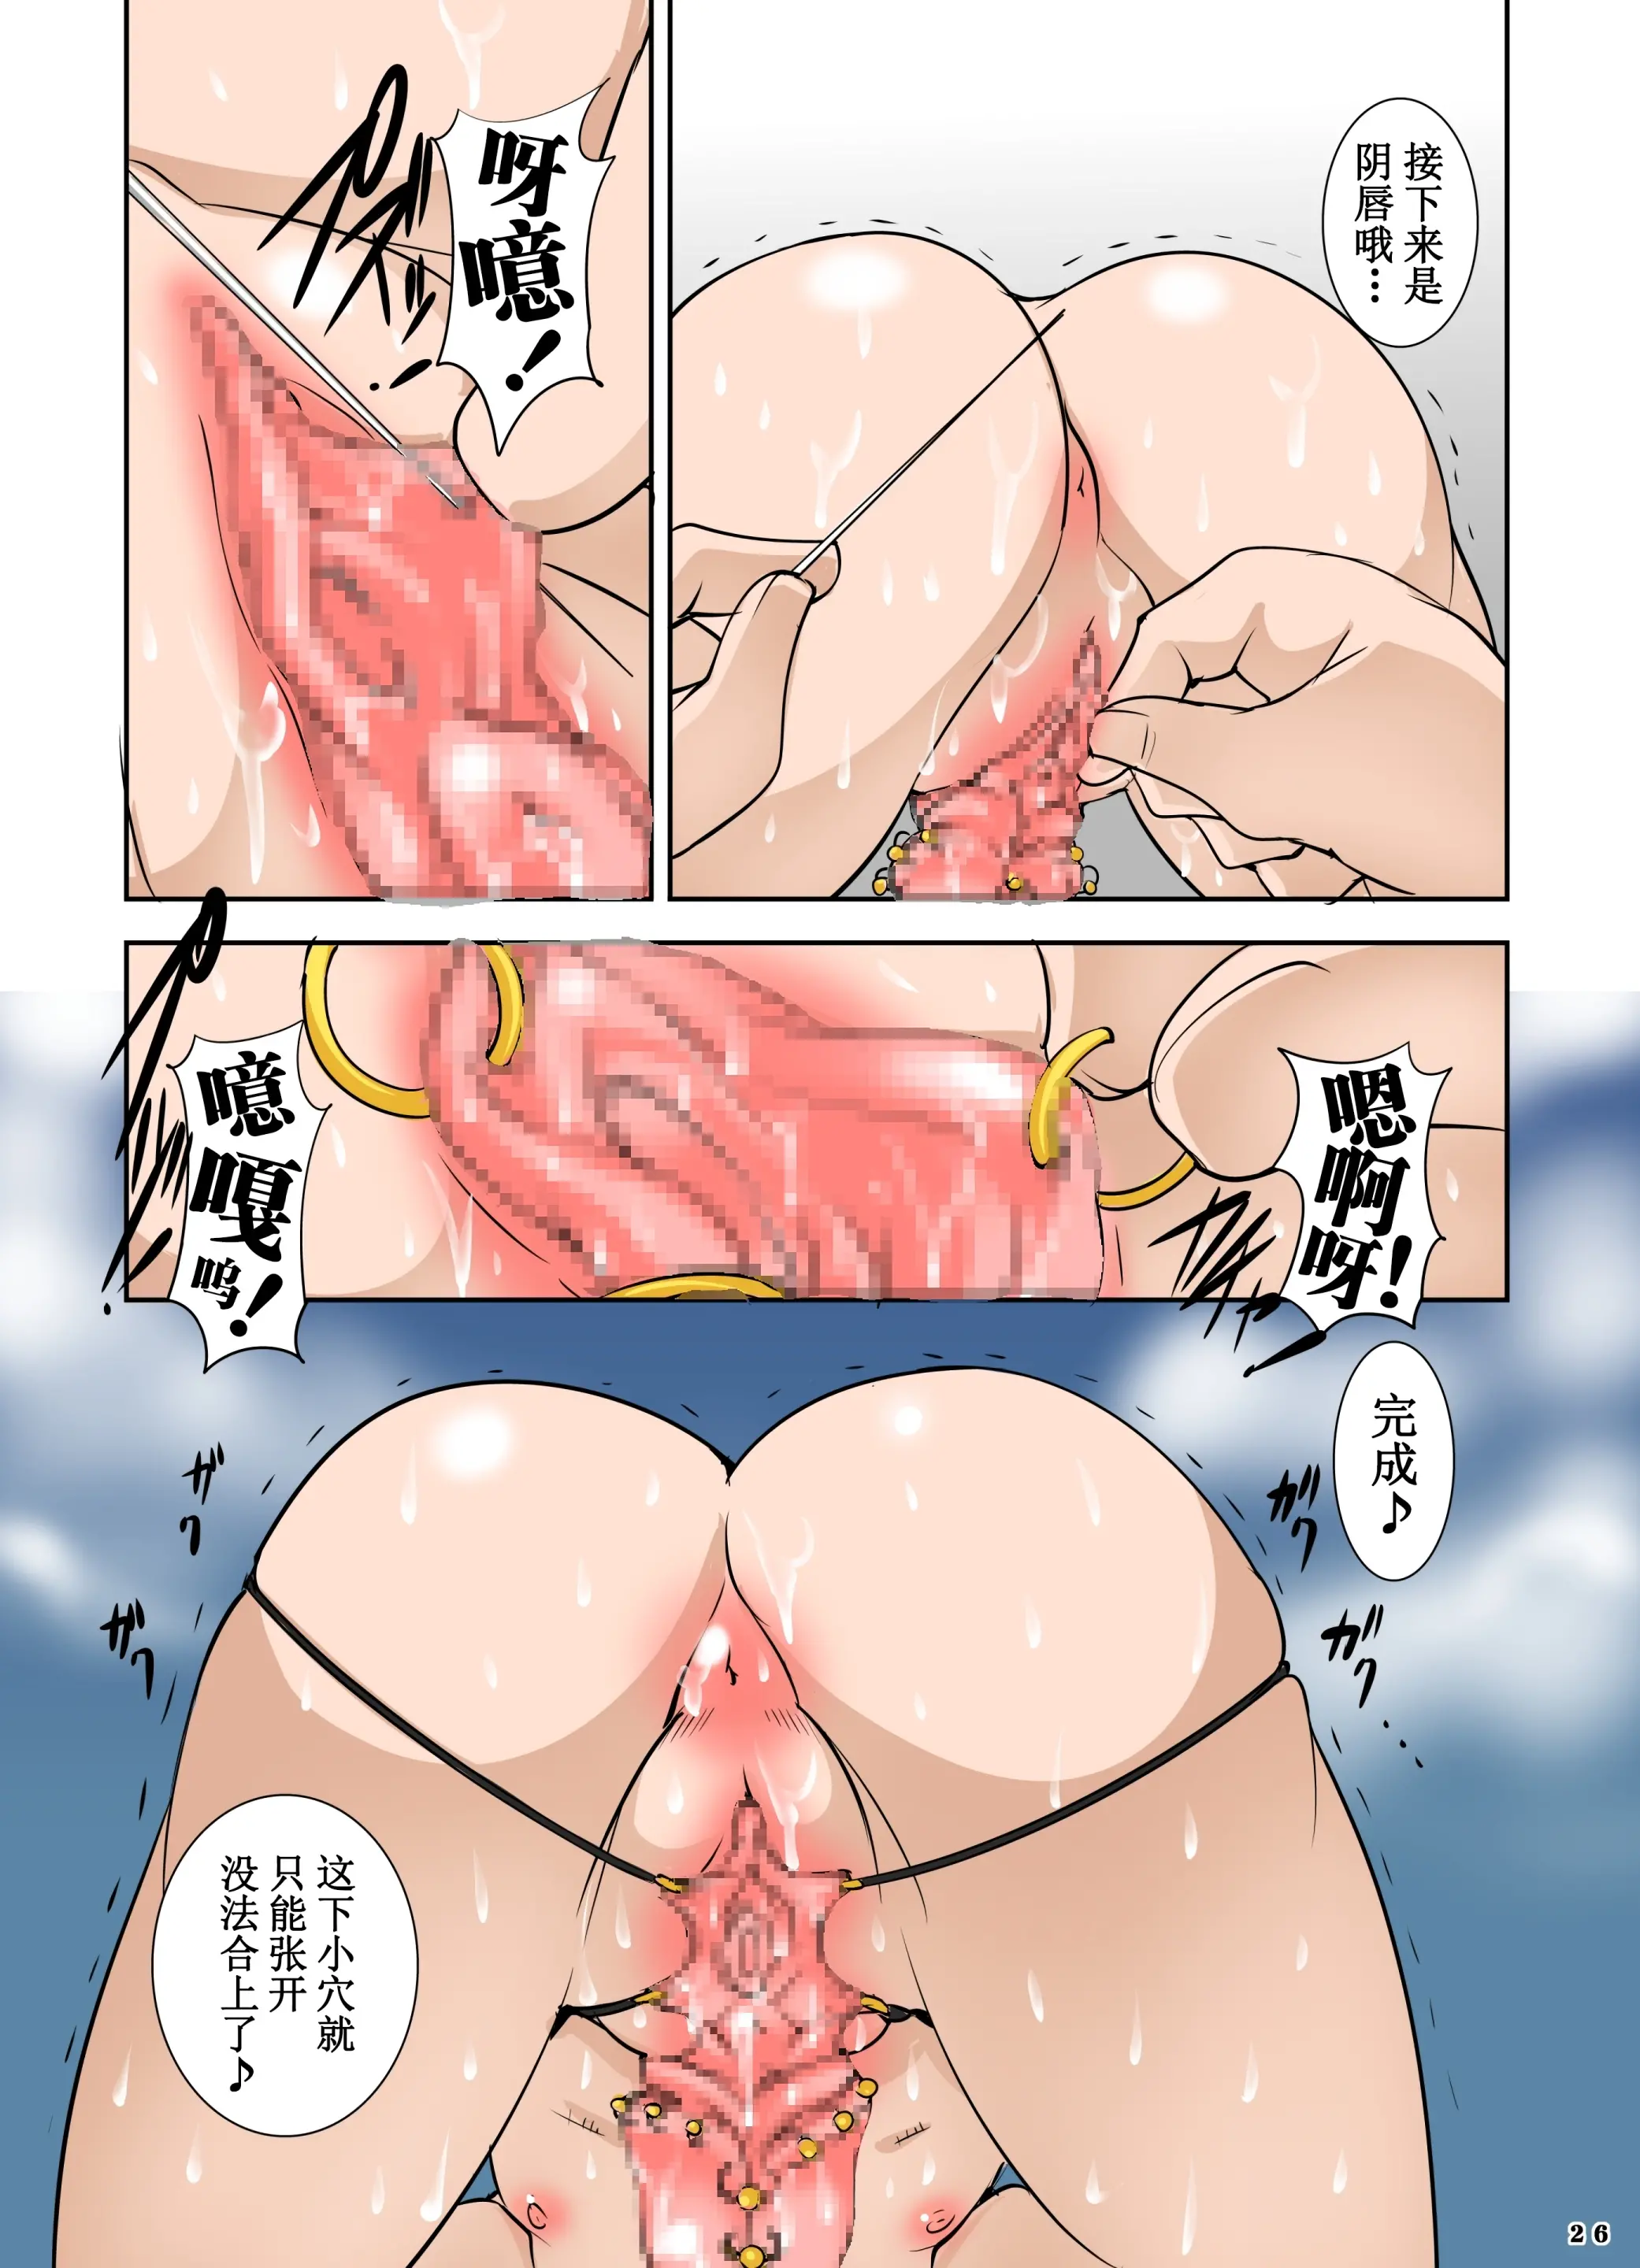 接下来是
阴唇哦…
呀噫！
嗯啊呀！
噫嘎呜！
完成♪
ガク
ガク
ガク
ガク
这下小穴就
只能张开
没法合上了♪
26